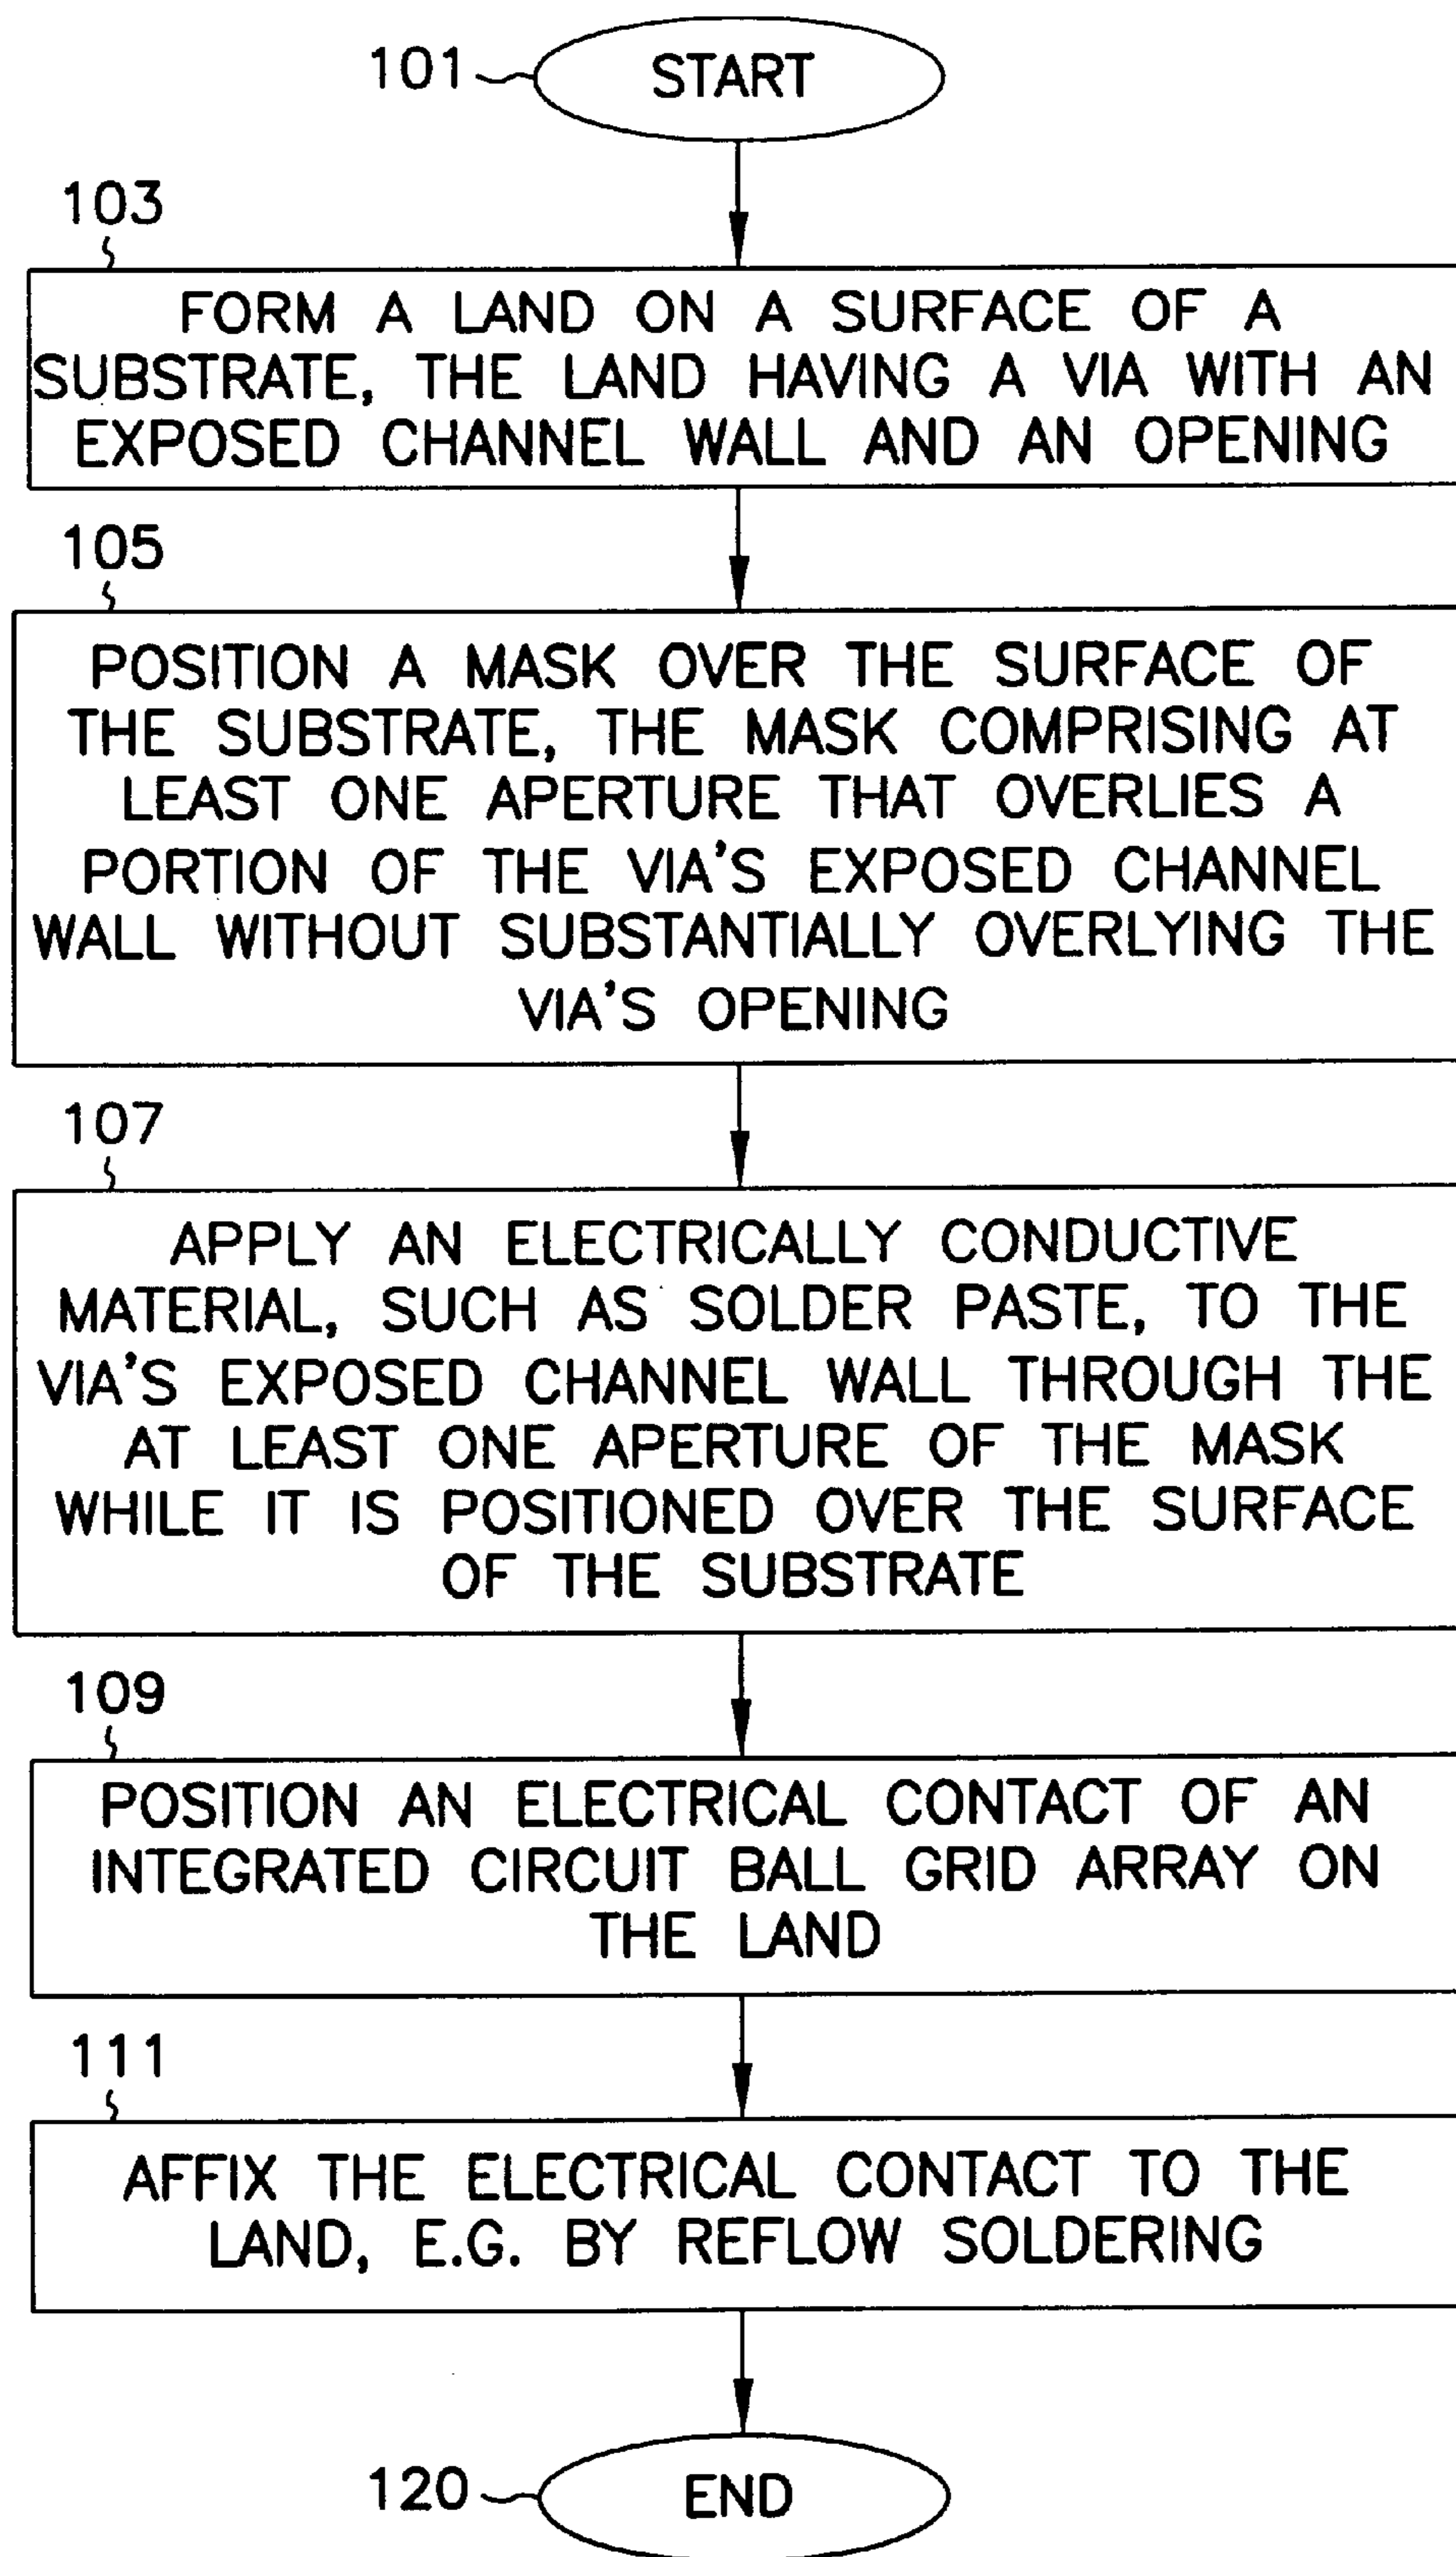 101
START
103
FORM A LAND ON A SURFACE OF A
SUBSTRATE, THE LAND HAVING A VIA WITH AN
EXPOSED CHANNEL WALL AND AN OPENING
105
POSITION A MASK OVER THE SURFACE OF
THE SUBSTRATE, THE MASK COMPRISING AT
LEAST ONE APERTURE THAT OVERLIES A
PORTION OF THE VIA'S EXPOSED CHANNEL
WALL WITHOUT SUBSTANTIALLY OVERLYING THE
VIA'S OPENING
107
APPLY AN ELECTRICALLY CONDUCTIVE
MATERIAL, SUCH AS SOLDER PASTE, TO THE
VIA'S EXPOSED CHANNEL WALL THROUGH THE
AT LEAST ONE APERTURE OF THE MASK
WHILE IT IS POSITIONED OVER THE SURFACE
OF THE SUBSTRATE
109
POSITION AN ELECTRICAL CONTACT OF AN
INTEGRATED CIRCUIT BALL GRID ARRAY ON
THE LAND
111
AFFIX THE ELECTRICAL CONTACT TO THE
LAND, E.G. BY REFLOW SOLDERING
120
END